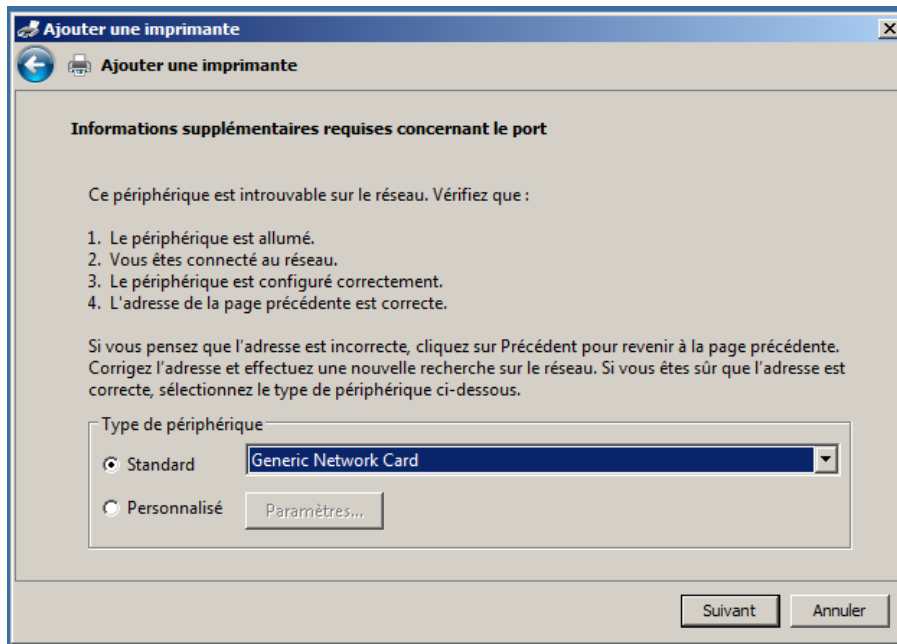 Ajouter une imprimante
Ajouter une imprimante
Informations supplémentaires requises concernant le port
Ce périphérique est introuvable sur le réseau. Vérifiez que :
1. Le périphérique est allumé.
2. Vous êtes connecté au réseau.
3. Le périphérique est configuré correctement.
4. L'adresse de la page précédente est correcte.
Si vous pensez que l'adresse est incorrecte, cliquez sur Précédent pour revenir à la page précédente.
Corrigez l'adresse et effectuez une nouvelle recherche sur le réseau. Si vous êtes sûr que l'adresse est
correcte, sélectionnez le type de périphérique ci-dessous.
Type de périphérique
Standard Generic Network Card
Personnalisé Paramètres...
Suivant Annuler